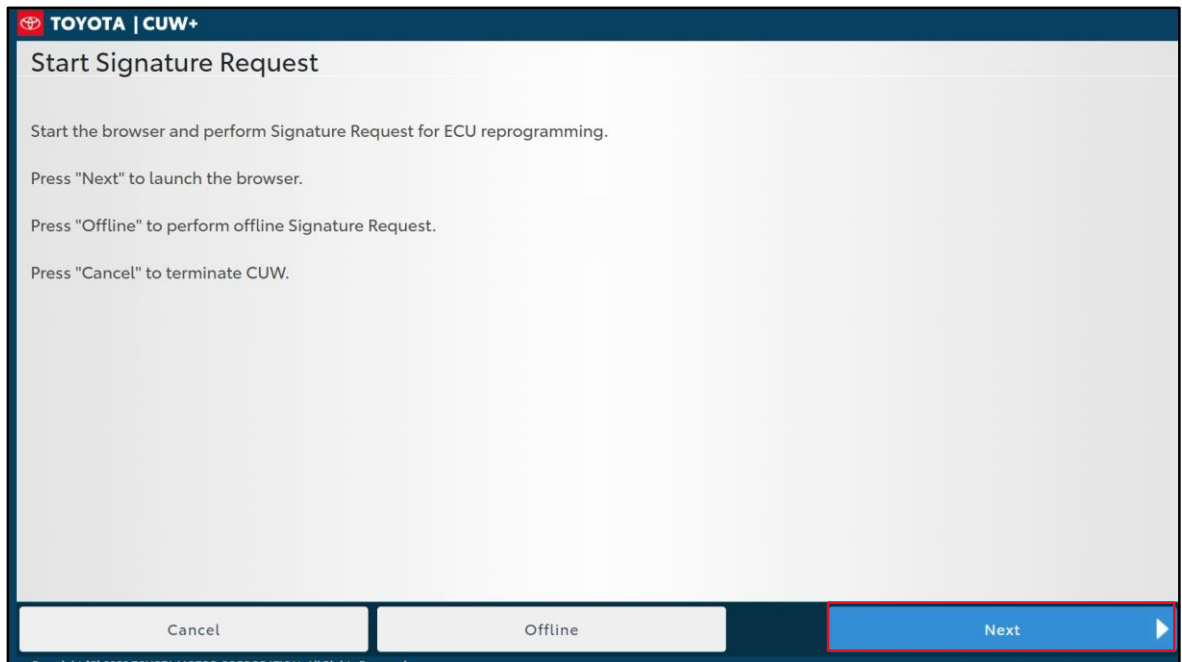 TOYOTA | CUW+
Start Signature Request
Start the browser and perform Signature Request for ECU reprogramming.
Press "Next" to launch the browser.
Press "Offline" to perform offline Signature Request.
Press "Cancel" to terminate CUW.
Cancel
Offline
Next